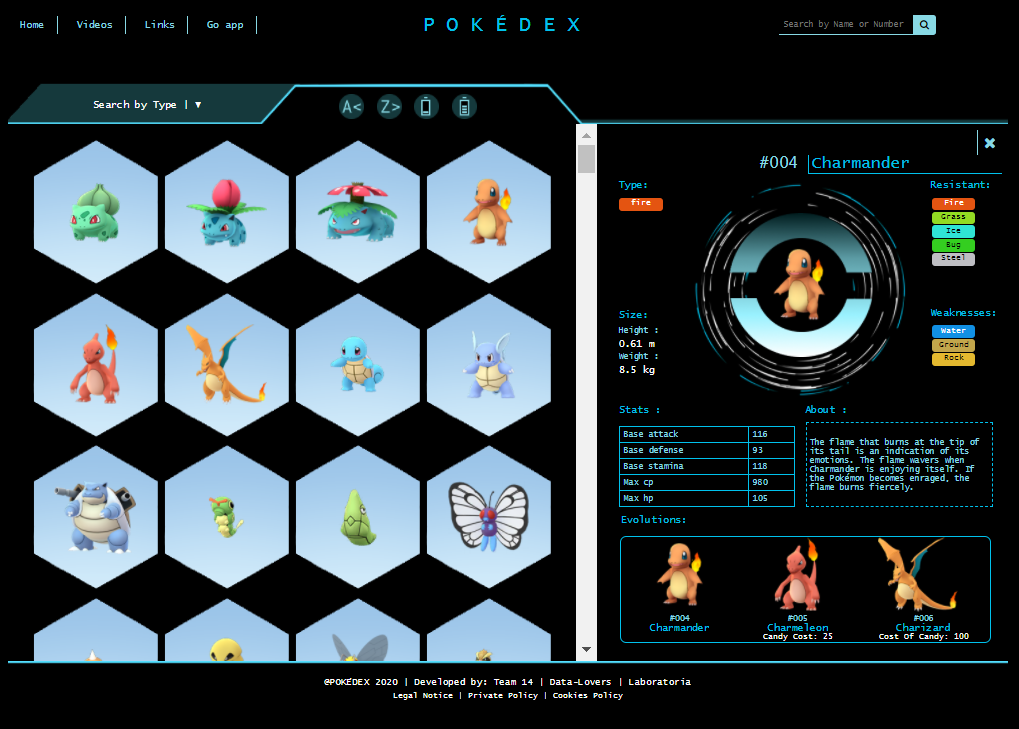 Home
Videos
Links
Go app
POKÉDEX
Search by Name or Number
Search by Type | ▼
A<
Z>
#004
Charmander
Type:
fire
Resistant:
Fire
Grass
Ice
Bug
Steel
Size:
Height :
0.61 m
Weight :
8.5 kg
Weaknesses:
Water
Ground
Rock
Stats :
Base attack 116
Base defense 93
Base stamina 118
Max cp 980
Max hp 105
About :
The flame that burns at the tip of
its tail is an indication of its
emotions. The flame wavers when
Charmander is enjoying itself. If
the Pokémon becomes enraged, the
flame burns fiercely.
Evolutions:
#004
Charmander
#005
Charmeleon
Candy Cost: 25
#006
Charizard
Cost Of Candy: 100
@POKÉDEX 2020 | Developed by: Team 14 | Data-Lovers | Laboratoria
Legal Notice | Private Policy | Cookies Policy